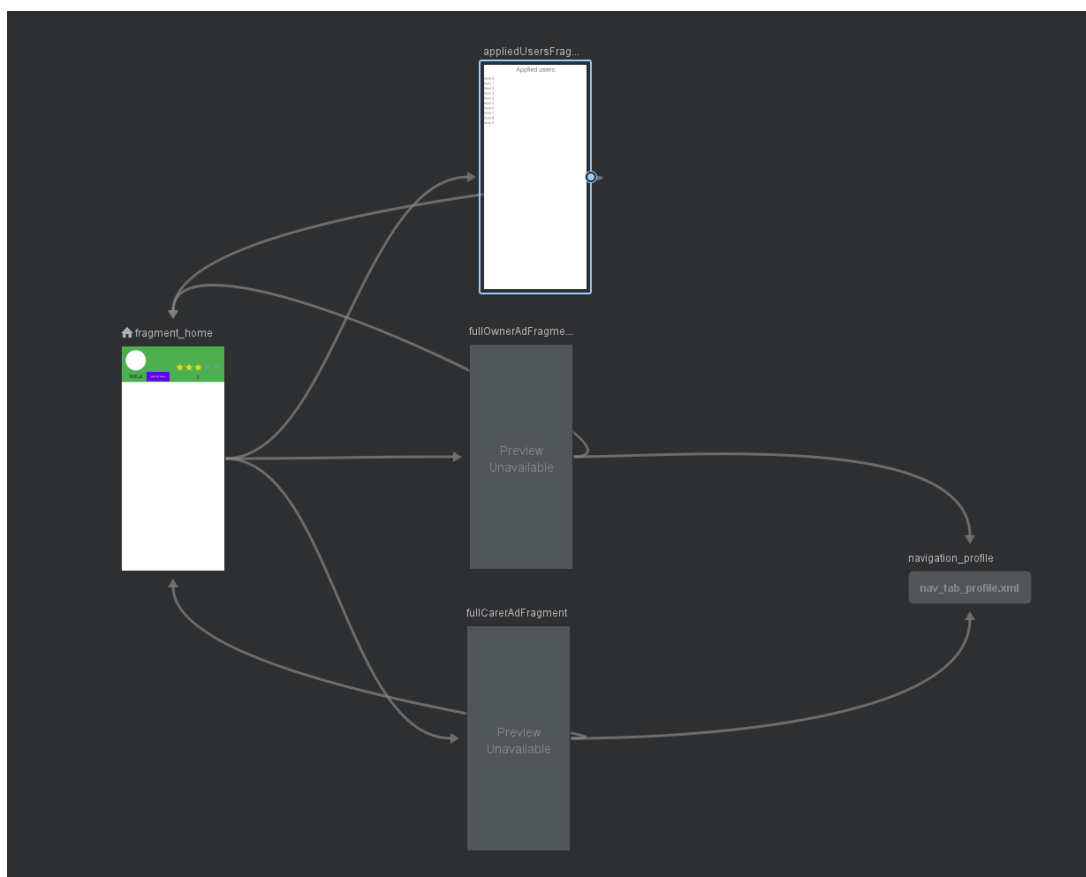 appliedUsersFrag...
Applied users:
fragment_home
fullOwnerAdFragme...
Preview
Unavailable
navigation_profile
nav_tab_profile.xml
fullCarerAdFragment
Preview
Unavailable